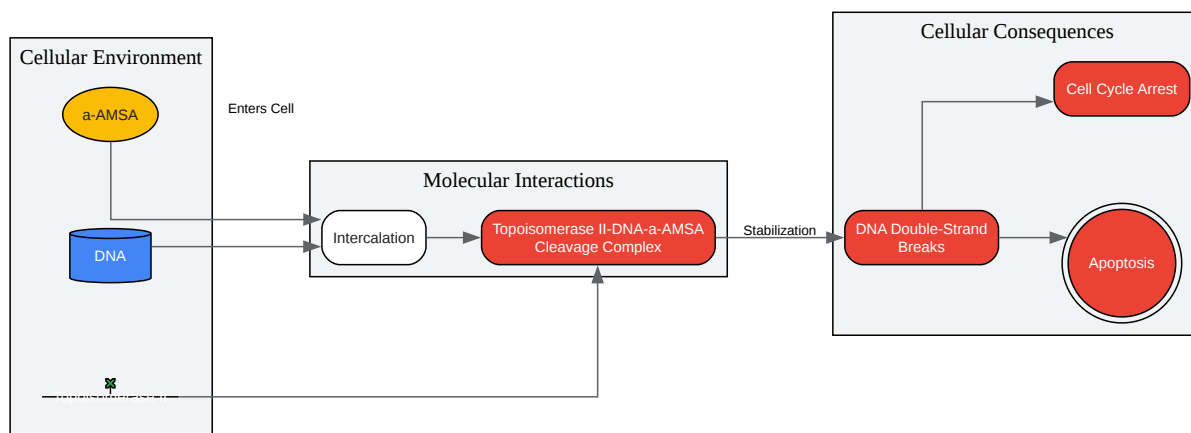 Cellular Environment
a-AMSA
DNA
Enters Cell
Molecular Interactions
Intercalation
Topoisomerase II-DNA-a-AMSA
Cleavage Complex
Stabilization
Cellular Consequences
Cell Cycle Arrest
DNA Double-Strand
Breaks
Apoptosis